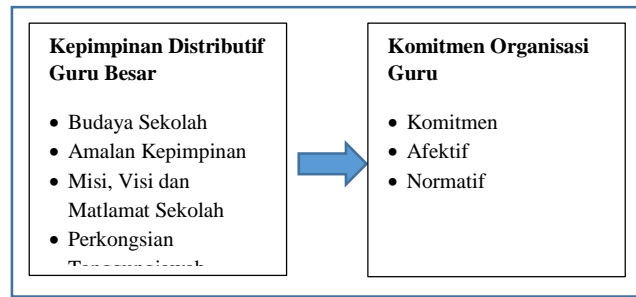 Kepimpinan Distributif
Guru Besar
• Budaya Sekolah
• Amalan Kepimpinan
• Misi, Visi dan
Matlamat Sekolah
• Perkongsian
Komitmen Organisasi
Guru
• Komitmen
• Afektif
• Normatif